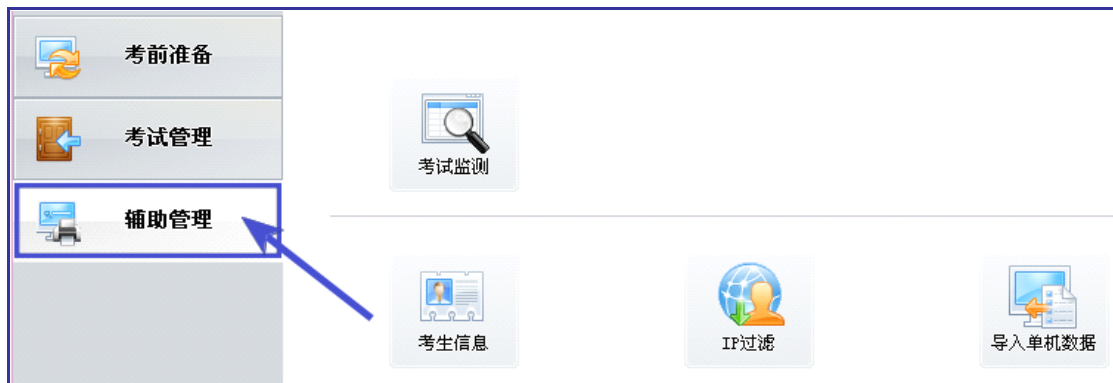 考前准备
考试管理
辅助管理
考试监测
考生信息
IP过滤
导入单机数据